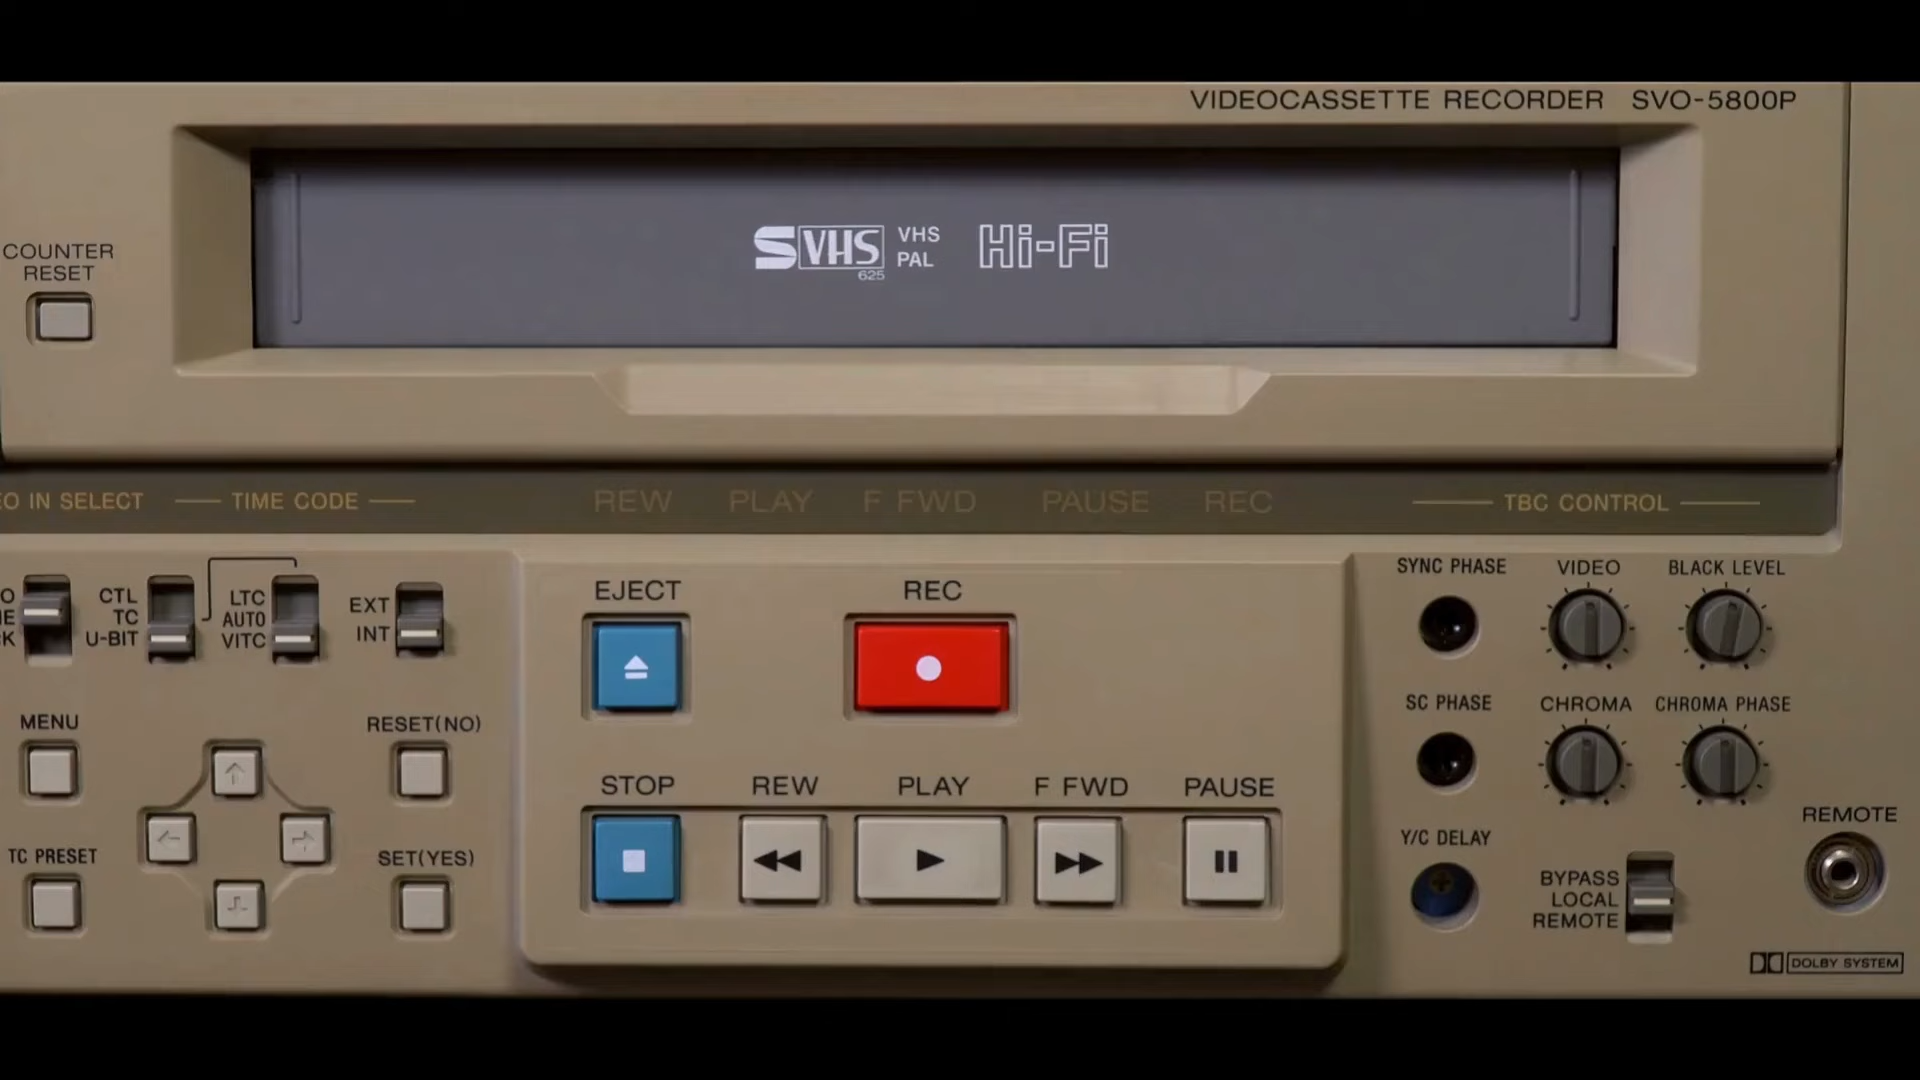 VIDEOCASSETTE RECORDER SVO-5800P
COUNTER
RESET
S VHS
625
VHS
PAL
Hi-Fi
IN SELECT
TIME CODE
REW PLAY F FWD PAUSE REC
TBC CONTROL
CTL
TC
U-BIT
LTC
AUTO
VITC
EXT
INT
EJECT
REC
SYNC PHASE
VIDEO
BLACK LEVEL
MENU
RESET(NO)
SC PHASE
CHROMA
CHROMA PHASE
STOP
REW
PLAY
F FWD
PAUSE
TC PRESET
SET(YES)
Y/C DELAY
BYPASS
LOCAL
REMOTE
REMOTE
DOLBY SYSTEM